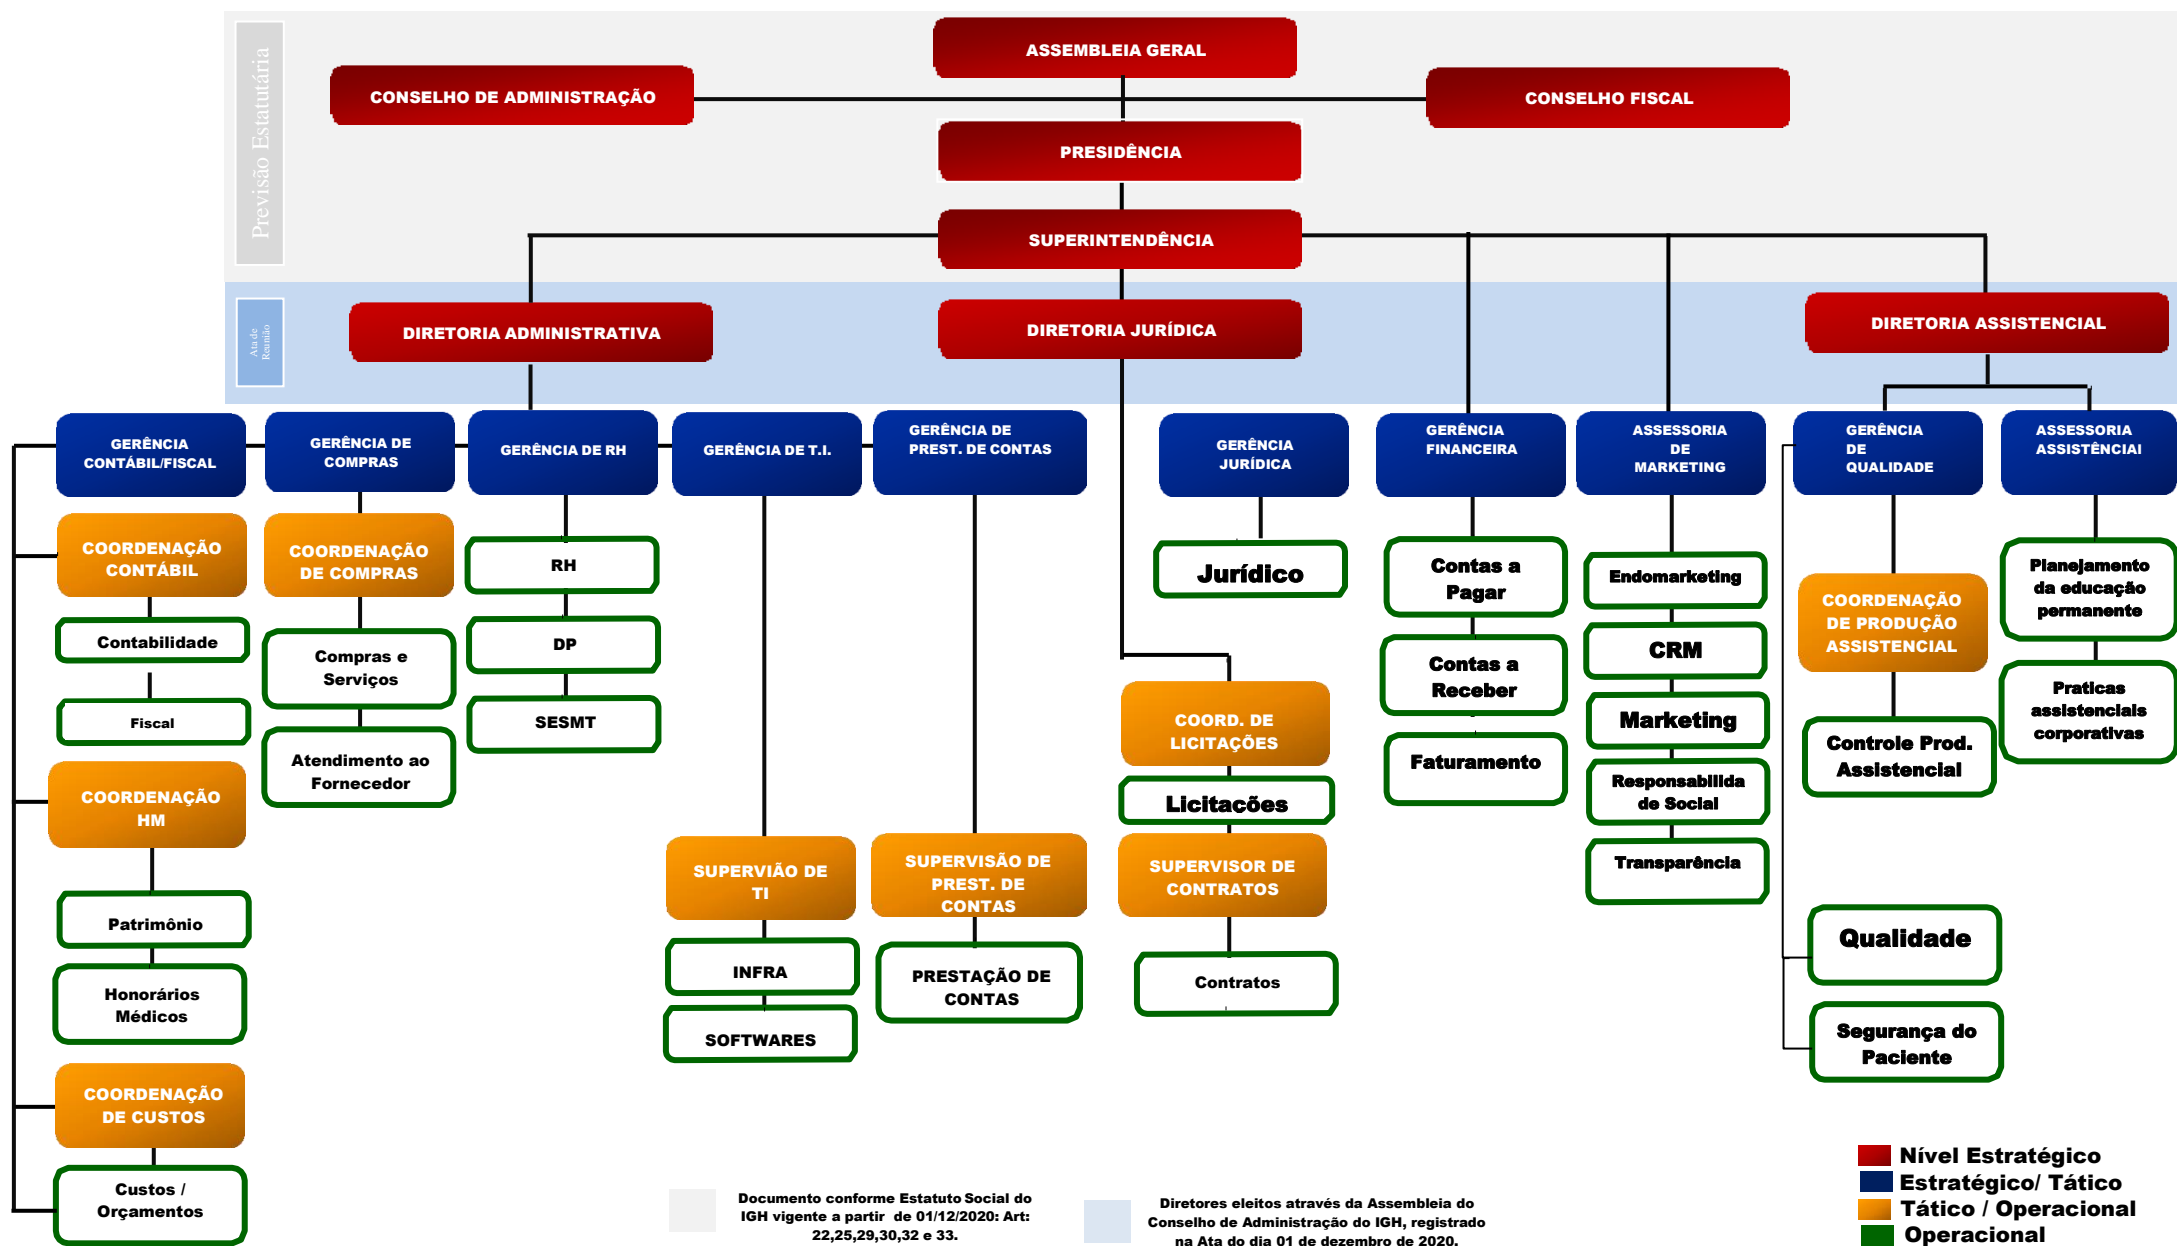 Previsão Estatutária
ASSEMBLEIA GERAL
CONSELHO DE ADMINISTRAÇÃO
CONSELHO FISCAL
PRESIDÊNCIA
SUPERINTENDÊNCIA
Ata de
Reunião
DIRETORIA ADMINISTRATIVA
DIRETORIA JURÍDICA
DIRETORIA ASSISTENCIAL
GERÊNCIA
CONTÁBIL/FISCAL
GERÊNCIA DE
COMPRAS
GERÊNCIA DE RH
GERÊNCIA DE T.I.
GERÊNCIA DE
PREST. DE CONTAS
GERÊNCIA
JURÍDICA
GERÊNCIA
FINANCEIRA
ASSESSORIA
DE
MARKETING
GERÊNCIA
DE
QUALIDADE
ASSESSORIA
ASSISTÊNCIAI
COORDENAÇÃO
CONTÁBIL
Contabilidade
Fiscal
COORDENAÇÃO
HM
Patrimônio
Honorários
Médicos
COORDENAÇÃO
DE CUSTOS
Custos /
Orçamentos
COORDENAÇÃO
DE COMPRAS
Compras e
Serviços
Atendimento ao
Fornecedor
RH
DP
SESMT
SUPERVIÃO DE
TI
INFRA
SOFTWARES
SUPERVISÃO DE
PREST. DE
CONTAS
PRESTAÇÃO DE
CONTAS
Jurídico
COORD. DE
LICITAÇÕES
Licitações
SUPERVISOR DE
CONTRATOS
Contratos
Contas a
Pagar
Contas a
Receber
Faturamento
Endomarketing
CRM
Marketing
Responsabilida
de Social
Transparência
COORDENAÇÃO
DE PRODUÇÃO
ASSISTENCIAL
Controle Prod.
Assistencial
Qualidade
Segurança do
Paciente
Planejamento
da educação
permanente
Praticas
assistenciais
corporativas
Documento conforme Estatuto Social do
IGH vigente a partir de 01/12/2020: Art:
22,25,29,30,32 e 33.
Diretores eleitos através da Assembleia do
Conselho de Administração do IGH, registrado
na Ata do dia 01 de dezembro de 2020.
Nível Estratégico
Estratégico/ Tático
Tático / Operacional
Operacional